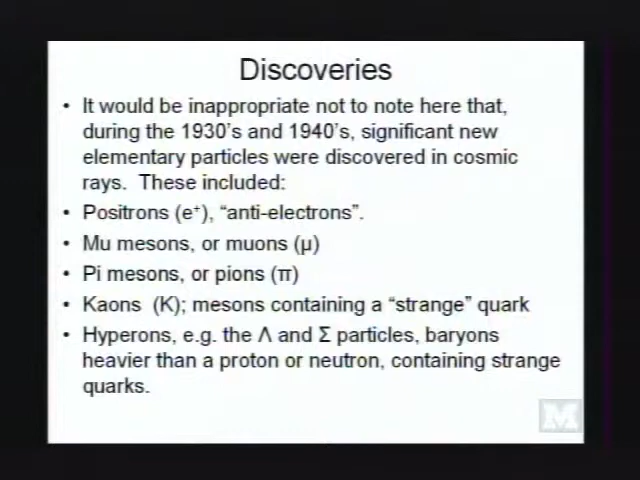 Discoveries
• It would be inappropriate not to note here that,
during the 1930's and 1940's, significant new
elementary particles were discovered in cosmic
rays. These included:
• Positrons (e⁺), "anti-electrons".
• Mu mesons, or muons (μ)
• Pi mesons, or pions (π)
• Kaons (K); mesons containing a "strange" quark
• Hyperons, e.g. the Λ and Σ particles, baryons
heavier than a proton or neutron, containing strange
quarks.
M